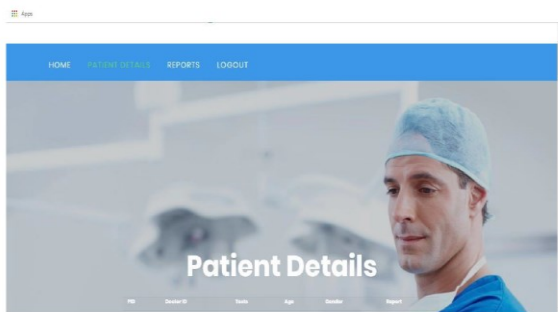 Apps
HOME PATIENT DETAILS REPORTS LOGOUT
Patient Details
PID Doctor ID Tests Age Gender Report